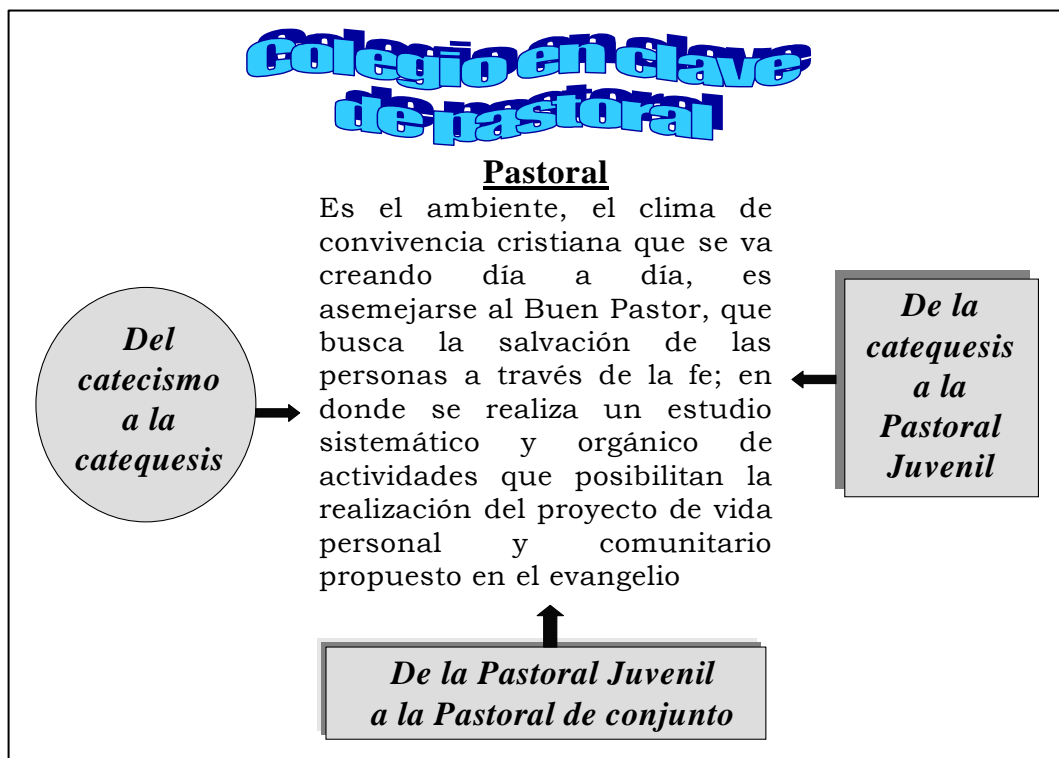 Colegio en clave
de pastoral
Pastoral
Es el ambiente, el clima de
convivencia cristiana que se va
creando día a día, es
asemejarse al Buen Pastor, que
busca la salvación de las
personas a través de la fe; en
donde se realiza un estudio
sistemático y orgánico de
actividades que posibilitan la
realización del proyecto de vida
personal y comunitario
propuesto en el evangelio
Del
catecismo
a la
catequesis
De la
catequesis
a la
Pastoral
Juvenil
De la Pastoral Juvenil
a la Pastoral de conjunto